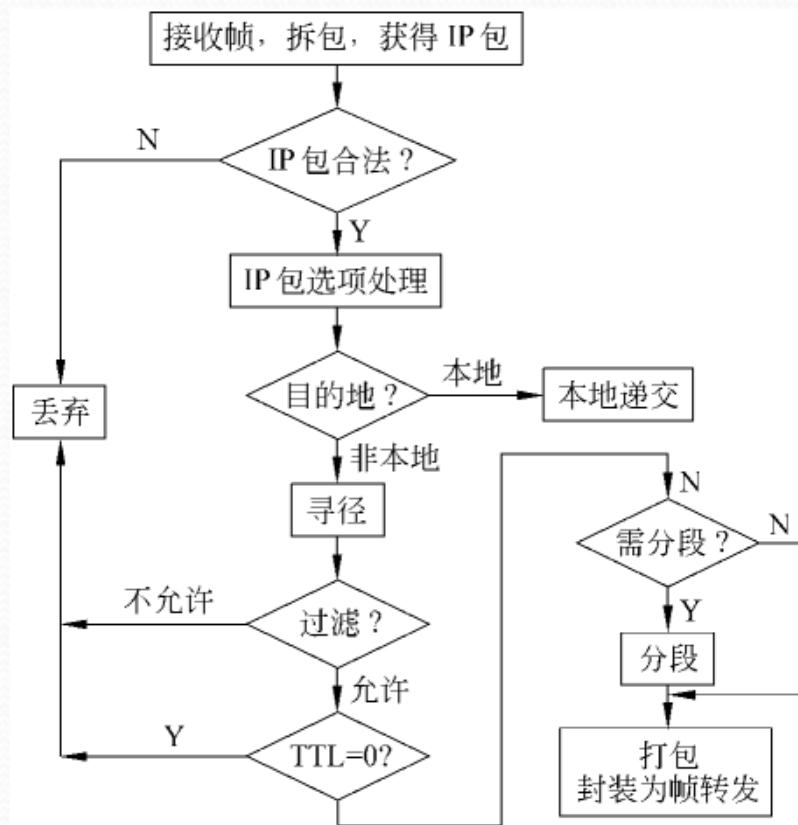 接收帧，拆包，获得 IP 包
N
IP 包合法？
Y
IP 包选项处理
目的地？
本地
本地递交
丢弃
非本地
寻径
N
需分段？
N
不允许
过滤？
Y
分段
允许
Y
TTL=0?
打包
封装为帧转发